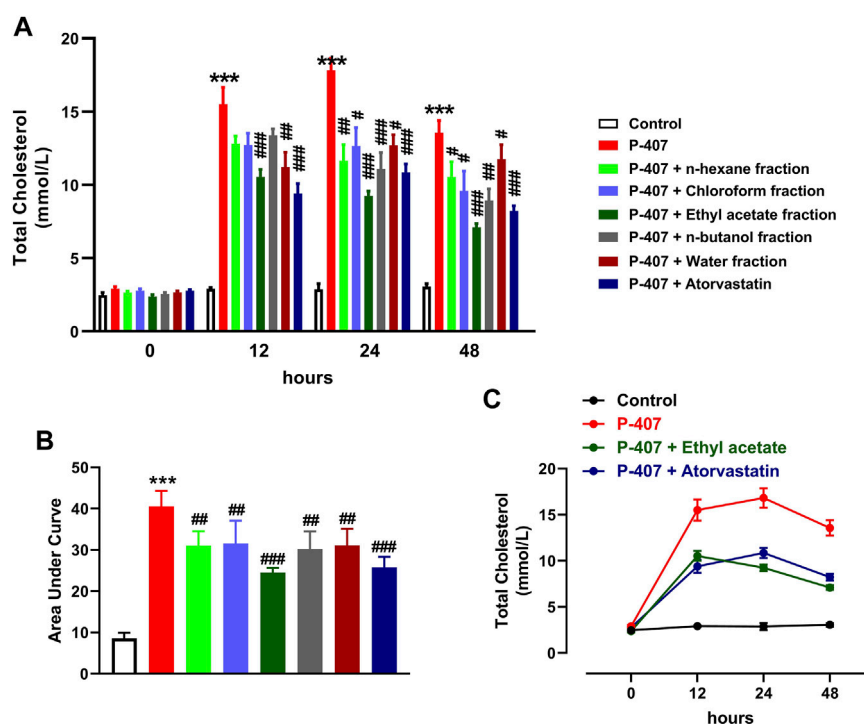 A
20
15
10
5
0
Total Cholesterol
(mmol/L)
***
***
***
###
##
###
##
#
###
###
#
###
#
#
###
##
#
###
0
12
24
48
hours
Control
P-407
P-407 + n-hexane fraction
P-407 + Chloroform fraction
P-407 + Ethyl acetate fraction
P-407 + n-butanol fraction
P-407 + Water fraction
P-407 + Atorvastatin
B
50
40
30
20
10
0
Area Under Curve
***
##
##
###
##
##
###
C
Control
P-407
P-407 + Ethyl acetate
P-407 + Atorvastatin
20
15
10
5
0
Total Cholesterol
(mmol/L)
0
12
24
48
hours